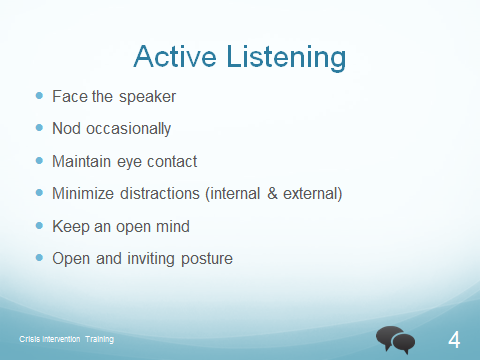 Active Listening
Face the speaker
Nod occasionally
Maintain eye contact
Minimize distractions (internal & external)
Keep an open mind
Open and inviting posture
Crisis Intervention Training
4